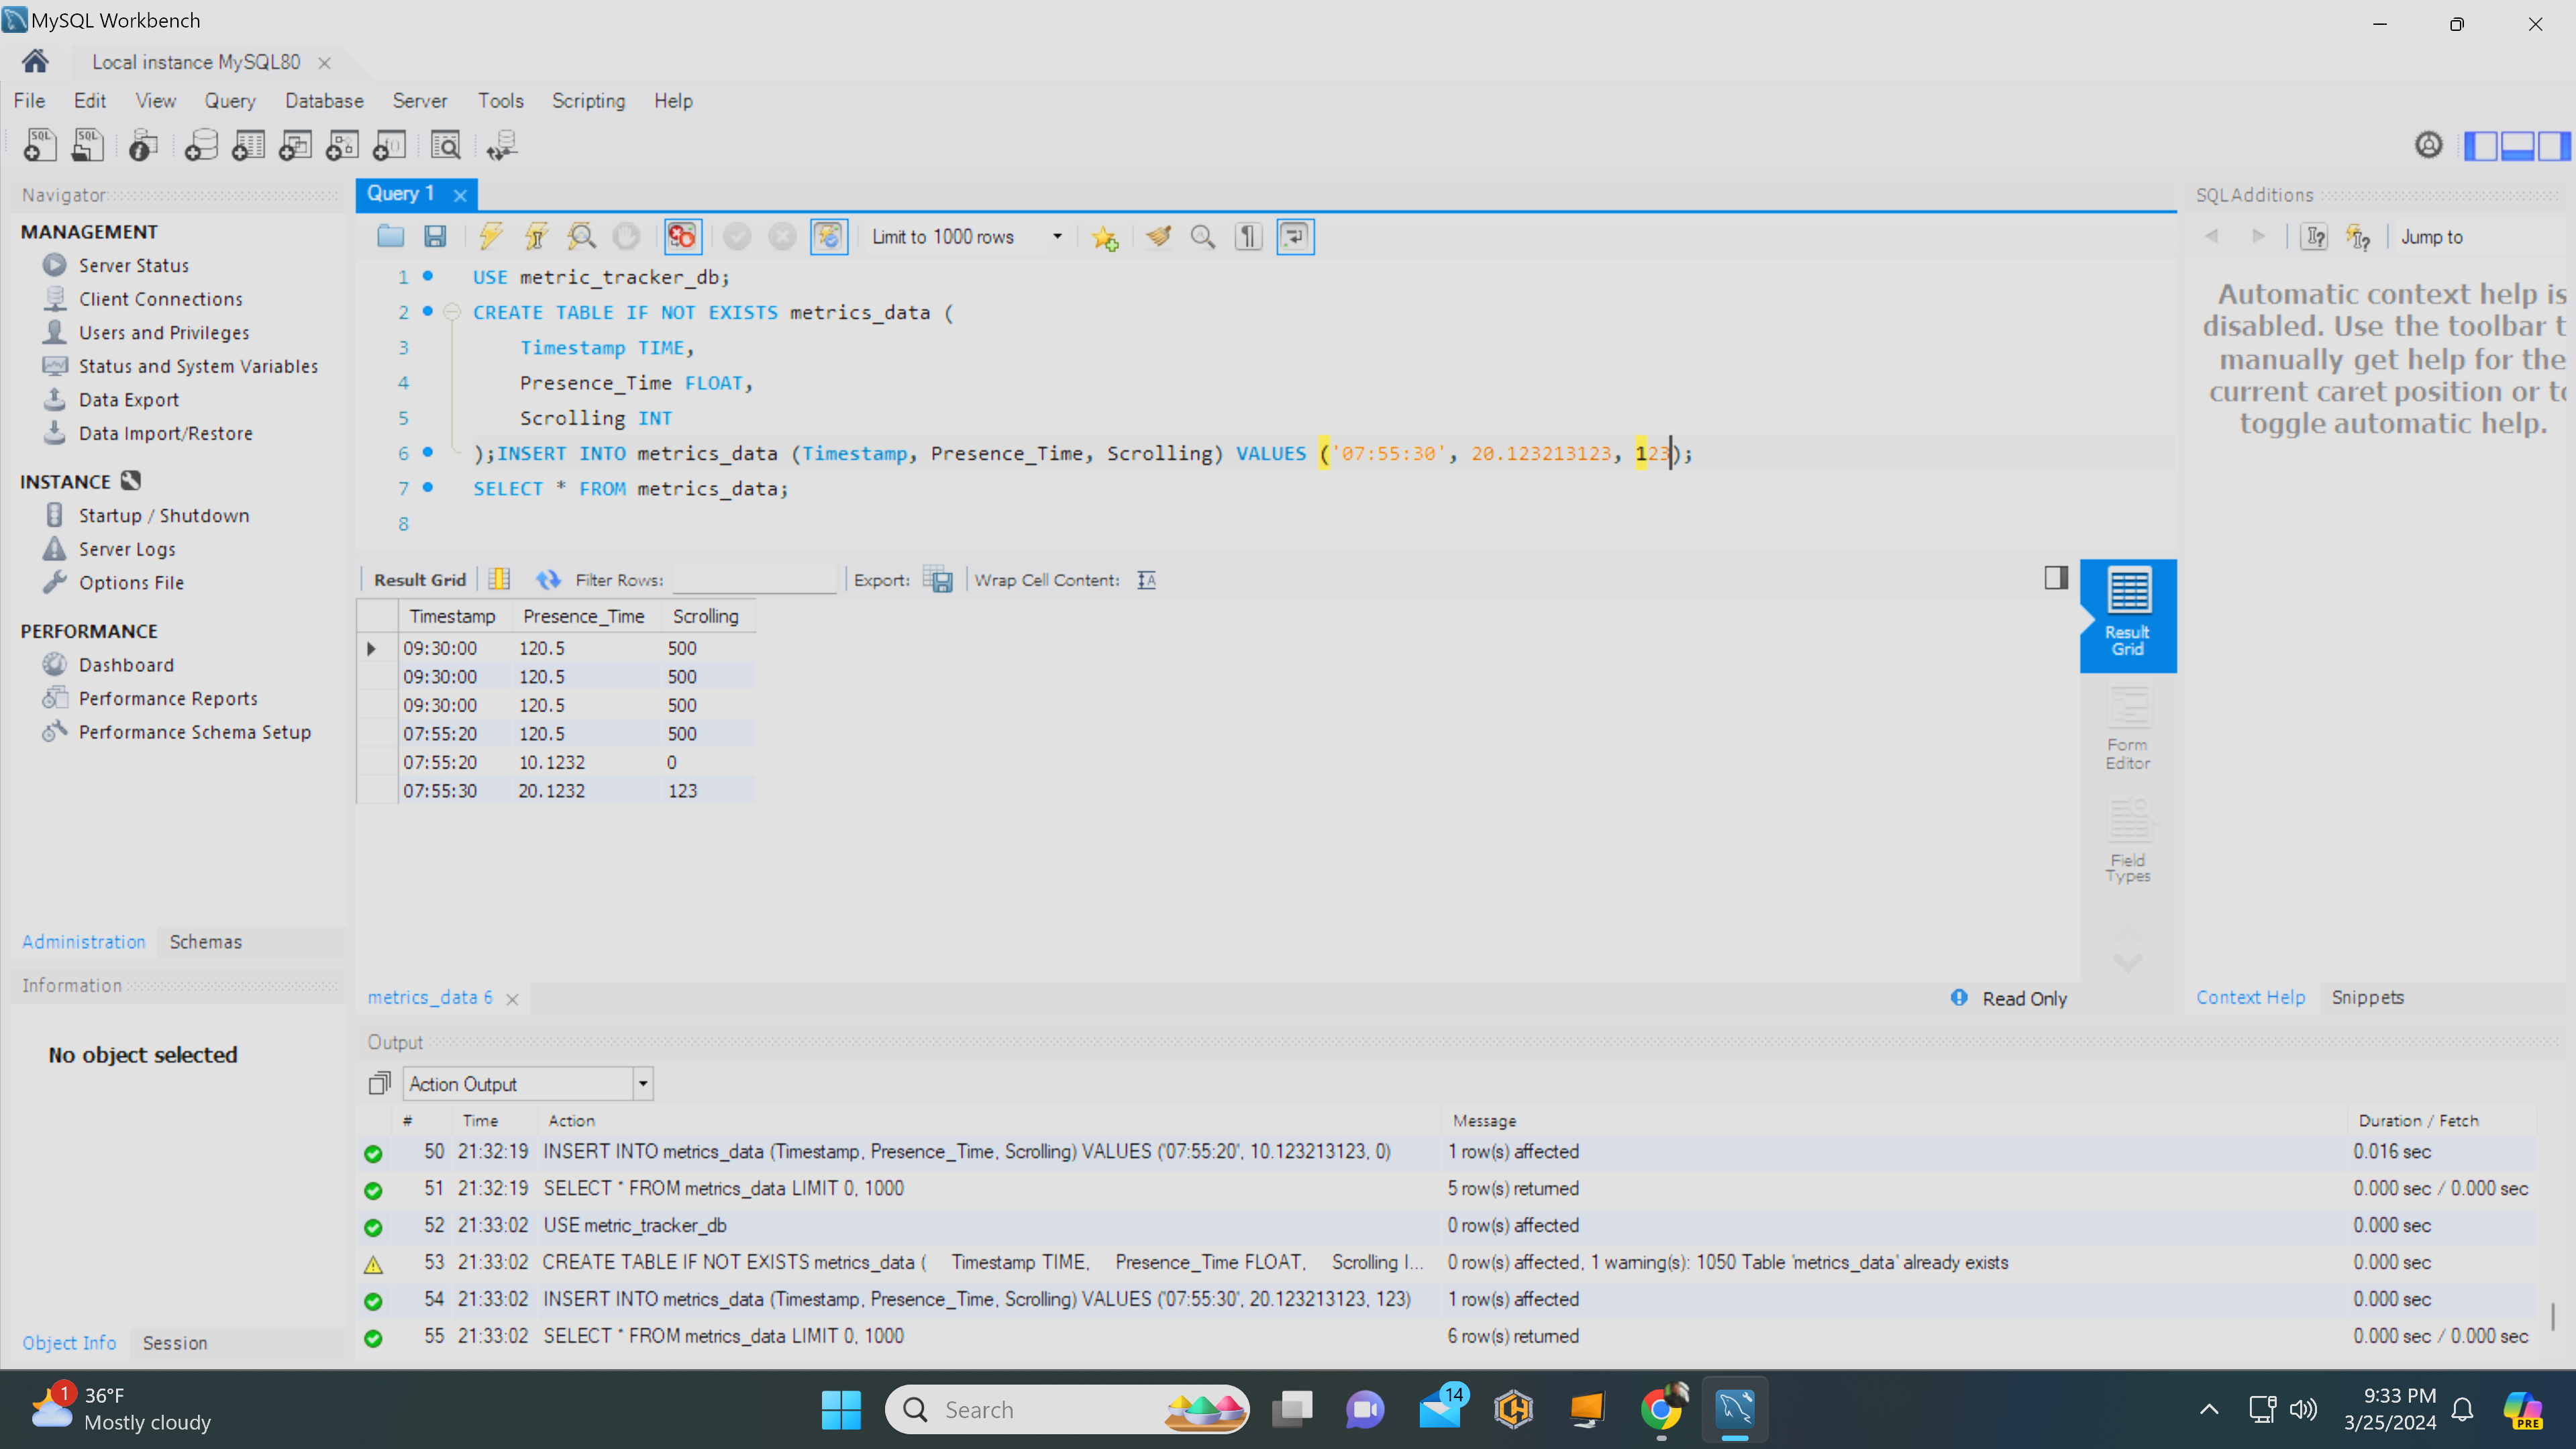 MySQL Workbench
Local instance MySQL80
File Edit View Query Database Server Tools Scripting Help
Navigator
MANAGEMENT
Server Status
Client Connections
Users and Privileges
Status and System Variables
Data Export
Data Import/Restore
INSTANCE
Startup / Shutdown
Server Logs
Options File
PERFORMANCE
Dashboard
Performance Reports
Performance Schema Setup
Administration Schemas
Information
No object selected
Object Info Session
Query 1
Limit to 1000 rows
1 USE metric_tracker_db;
2 CREATE TABLE IF NOT EXISTS metrics_data (
3 Timestamp TIME,
4 Presence_Time FLOAT,
5 Scrolling INT
6 );INSERT INTO metrics_data (Timestamp, Presence_Time, Scrolling) VALUES ('07:55:30', 20.123213123, 123);
7 SELECT * FROM metrics_data;
8
Result Grid Filter Rows: Export: Wrap Cell Content:
Timestamp Presence_Time Scrolling
09:30:00 120.5 500
09:30:00 120.5 500
09:30:00 120.5 500
07:55:20 120.5 500
07:55:20 10.1232 0
07:55:30 20.1232 123
Result
Grid
Form
Editor
Field
Types
metrics_data 6 Read Only
SQLAdditions
Jump to
Automatic context help is
disabled. Use the toolbar t
manually get help for the
current caret position or to
toggle automatic help.
Context Help Snippets
Output
Action Output
# Time Action Message Duration / Fetch
50 21:32:19 INSERT INTO metrics_data (Timestamp, Presence_Time, Scrolling) VALUES ('07:55:20', 10.123213123, 0) 1 row(s) affected 0.016 sec
51 21:32:19 SELECT * FROM metrics_data LIMIT 0, 1000 5 row(s) returned 0.000 sec / 0.000 sec
52 21:33:02 USE metric_tracker_db 0 row(s) affected 0.000 sec
53 21:33:02 CREATE TABLE IF NOT EXISTS metrics_data ( Timestamp TIME, Presence_Time FLOAT, Scrolling I... 0 row(s) affected, 1 warning(s): 1050 Table 'metrics_data' already exists 0.000 sec
54 21:33:02 INSERT INTO metrics_data (Timestamp, Presence_Time, Scrolling) VALUES ('07:55:30', 20.123213123, 123) 1 row(s) affected 0.000 sec
55 21:33:02 SELECT * FROM metrics_data LIMIT 0, 1000 6 row(s) returned 0.000 sec / 0.000 sec
1
36°F
Mostly cloudy
Search
14
9:33 PM
3/25/2024
PRE